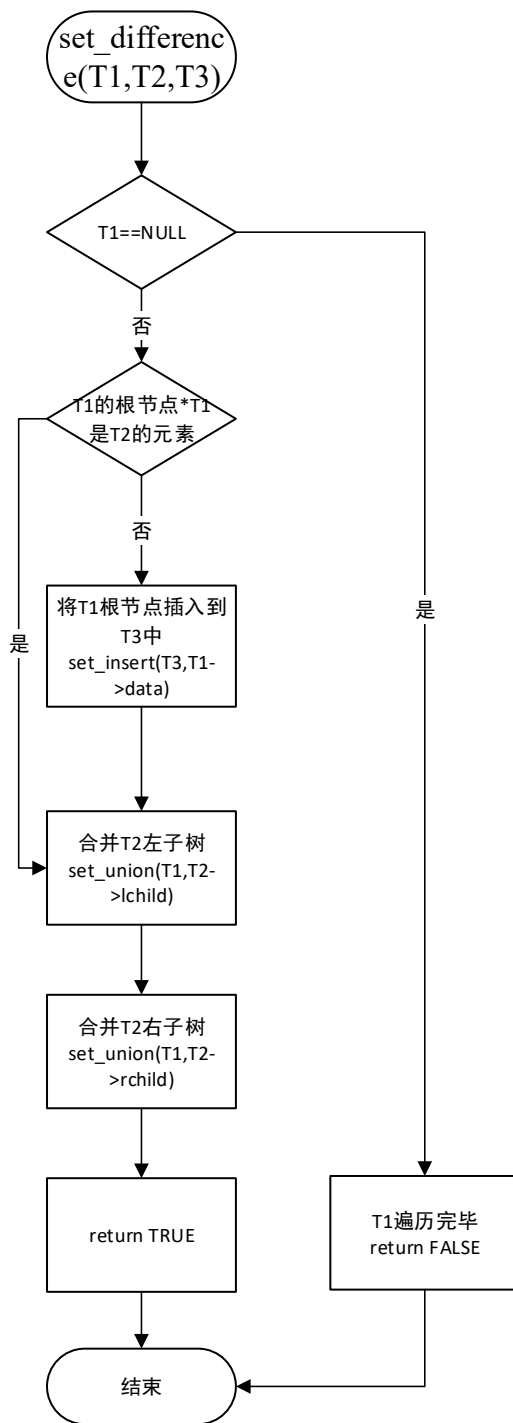 set_differenc
e(T1,T2,T3)
T1==NULL
否
T1的根节点*T1
是T2的元素
否
是
是
将T1根节点插入到
T3中
set_insert(T3,T1-
>data)
合并T2左子树
set_union(T1,T2-
>lchild)
合并T2右子树
set_union(T1,T2-
>rchild)
return TRUE
T1遍历完毕
return FALSE
结束